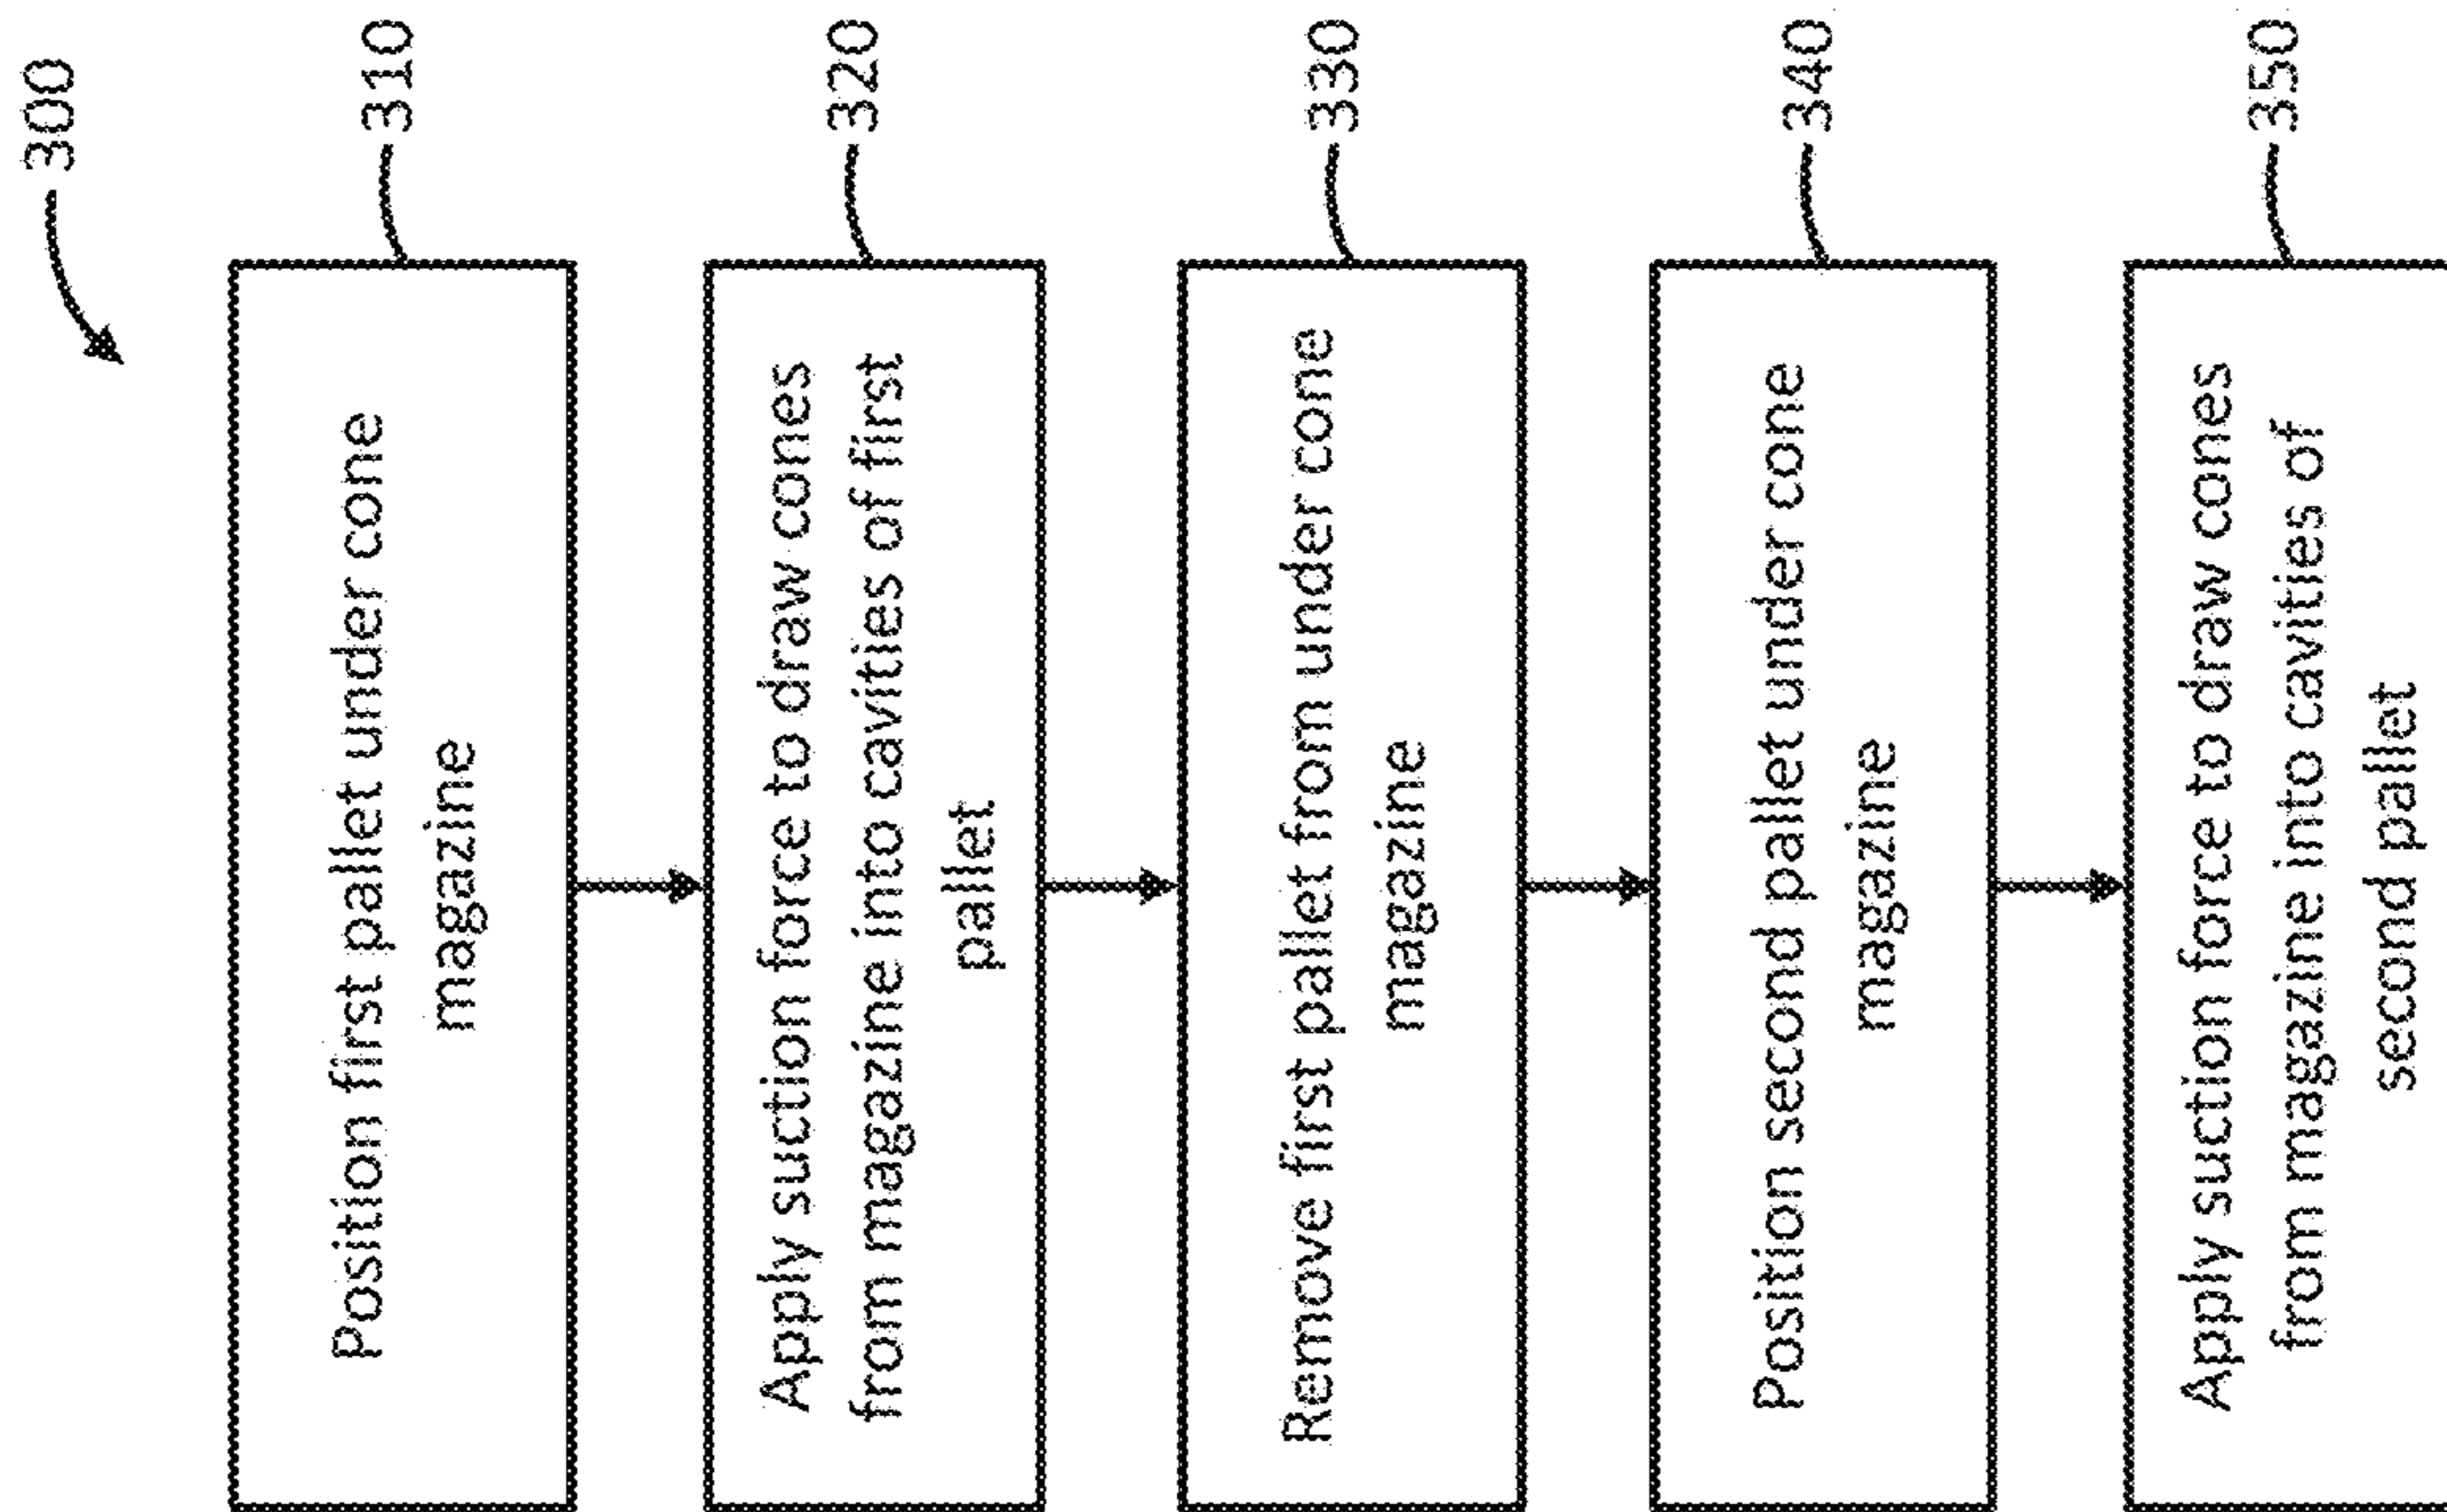 300
Position first pallet under cone
magazine
310
Apply suction force to draw cones
from magazine into cavities of first
pallet
320
Remove first pallet from under cone
magazine
330
Position second pallet under cone
magazine
340
Apply suction force to draw cones
from magazine into cavities of
second pallet
350